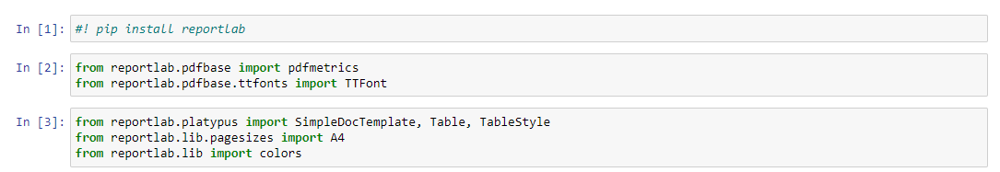 In [1]: #! pip install reportlab
In [2]: from reportlab.pdfbase import pdfmetrics
from reportlab.pdfbase.ttfonts import TTFont
In [3]: from reportlab.platypus import SimpleDocTemplate, Table, TableStyle
from reportlab.lib.pagesizes import A4
from reportlab.lib import colors